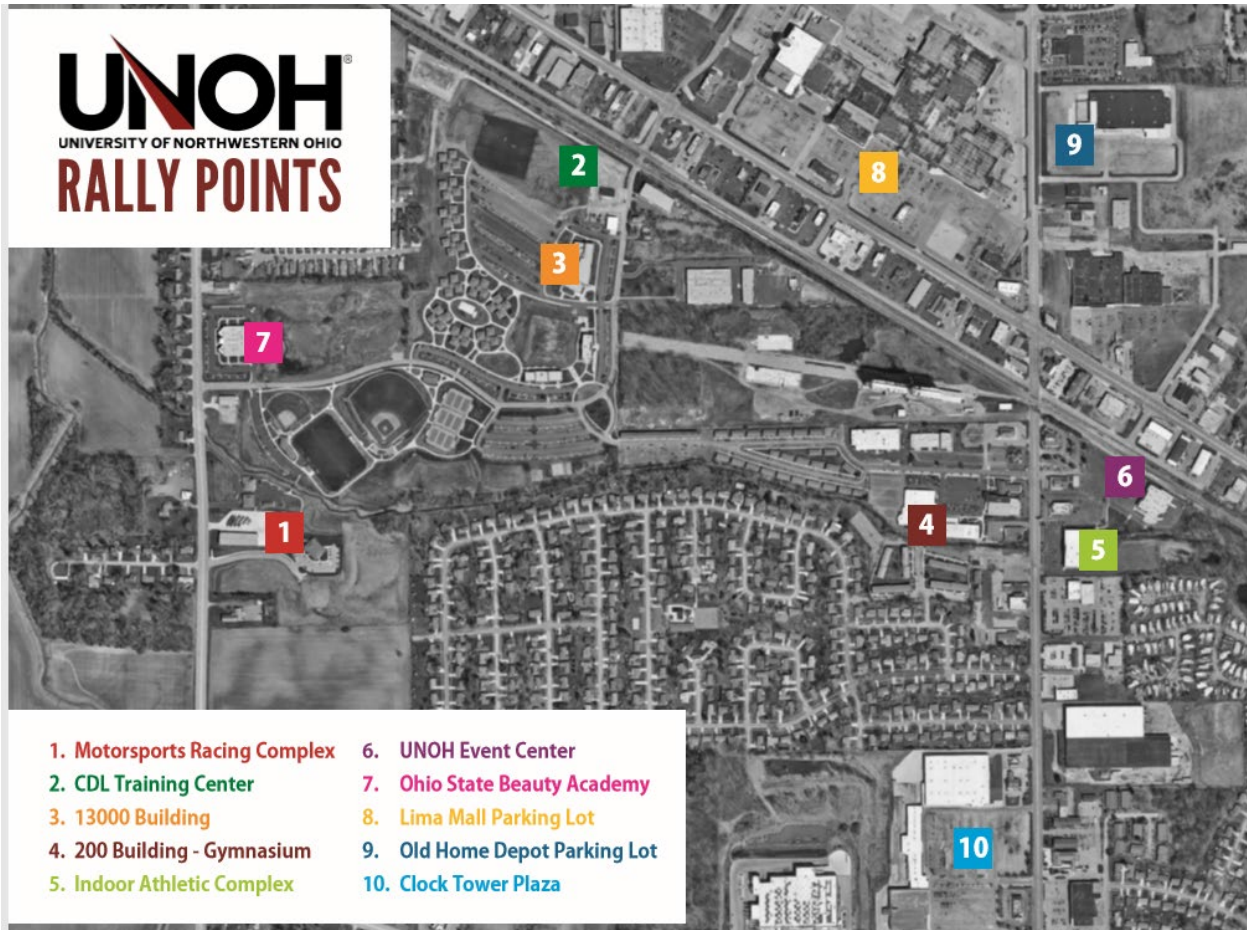 UNOH®
UNIVERSITY OF NORTHWESTERN OHIO
RALLY POINTS
2
8
9
3
7
6
4
1
5
10
1. Motorsports Racing Complex
2. CDL Training Center
3. 13000 Building
4. 200 Building - Gymnasium
5. Indoor Athletic Complex
6. UNOH Event Center
7. Ohio State Beauty Academy
8. Lima Mall Parking Lot
9. Old Home Depot Parking Lot
10. Clock Tower Plaza